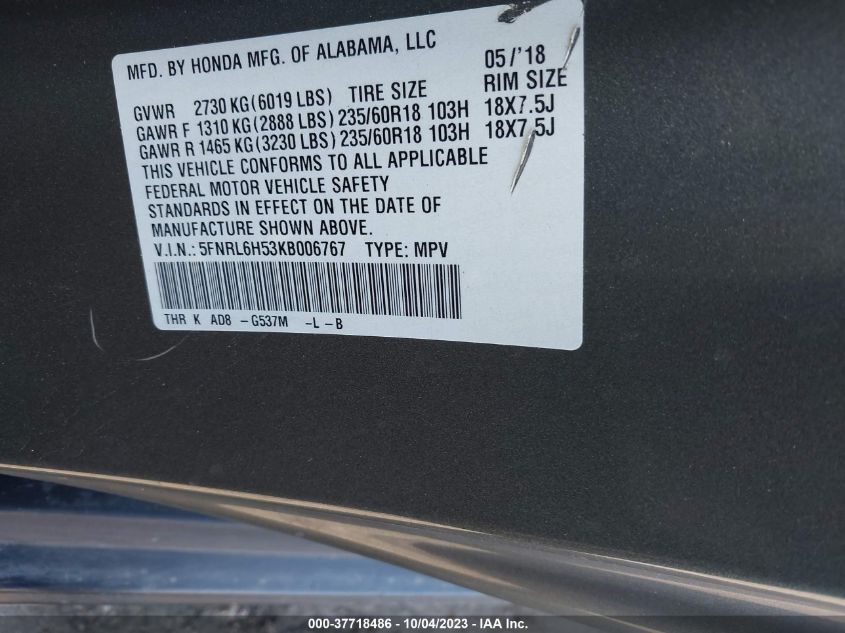 MFD. BY HONDA MFG. OF ALABAMA, LLC 05/'18
TIRE SIZE RIM SIZE
GVWR 2730 KG(6019 LBS)
GAWR F 1310 KG(2888 LBS) 235/60R18 103H 18X7.5J
GAWR R 1465 KG(3230 LBS) 235/60R18 103H 18X7.5J
THIS VEHICLE CONFORMS TO ALL APPLICABLE
FEDERAL MOTOR VEHICLE SAFETY
STANDARDS IN EFFECT ON THE DATE OF
MANUFACTURE SHOWN ABOVE.
V.I.N.: 5FNRL6H53KB006767 TYPE: MPV
THR K AD8 -G537M -L -B
000-37718486 - 10/04/2023 - IAA Inc.